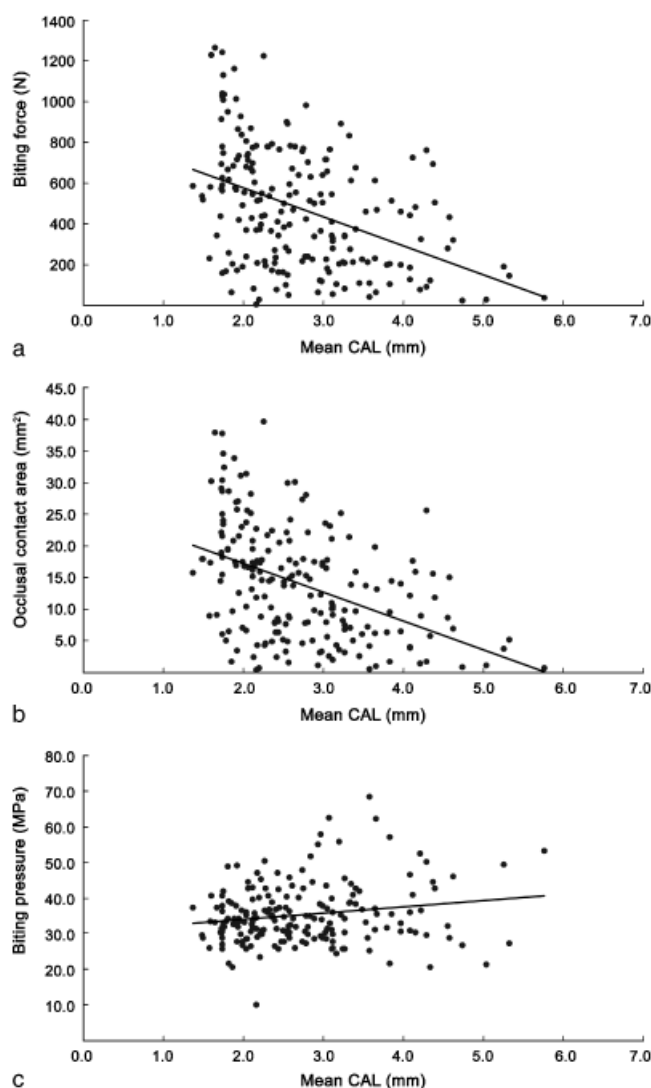 1400
1200
1000
800
600
400
200
Biting force (N)
0.0 1.0 2.0 3.0 4.0 5.0 6.0 7.0
Mean CAL (mm)
a
45.0
40.0
35.0
30.0
25.0
20.0
15.0
10.0
5.0
Occlusal contact area (mm²)
0.0 1.0 2.0 3.0 4.0 5.0 6.0 7.0
Mean CAL (mm)
b
80.0
70.0
60.0
50.0
40.0
30.0
20.0
10.0
Biting pressure (MPa)
0.0 1.0 2.0 3.0 4.0 5.0 6.0 7.0
Mean CAL (mm)
c